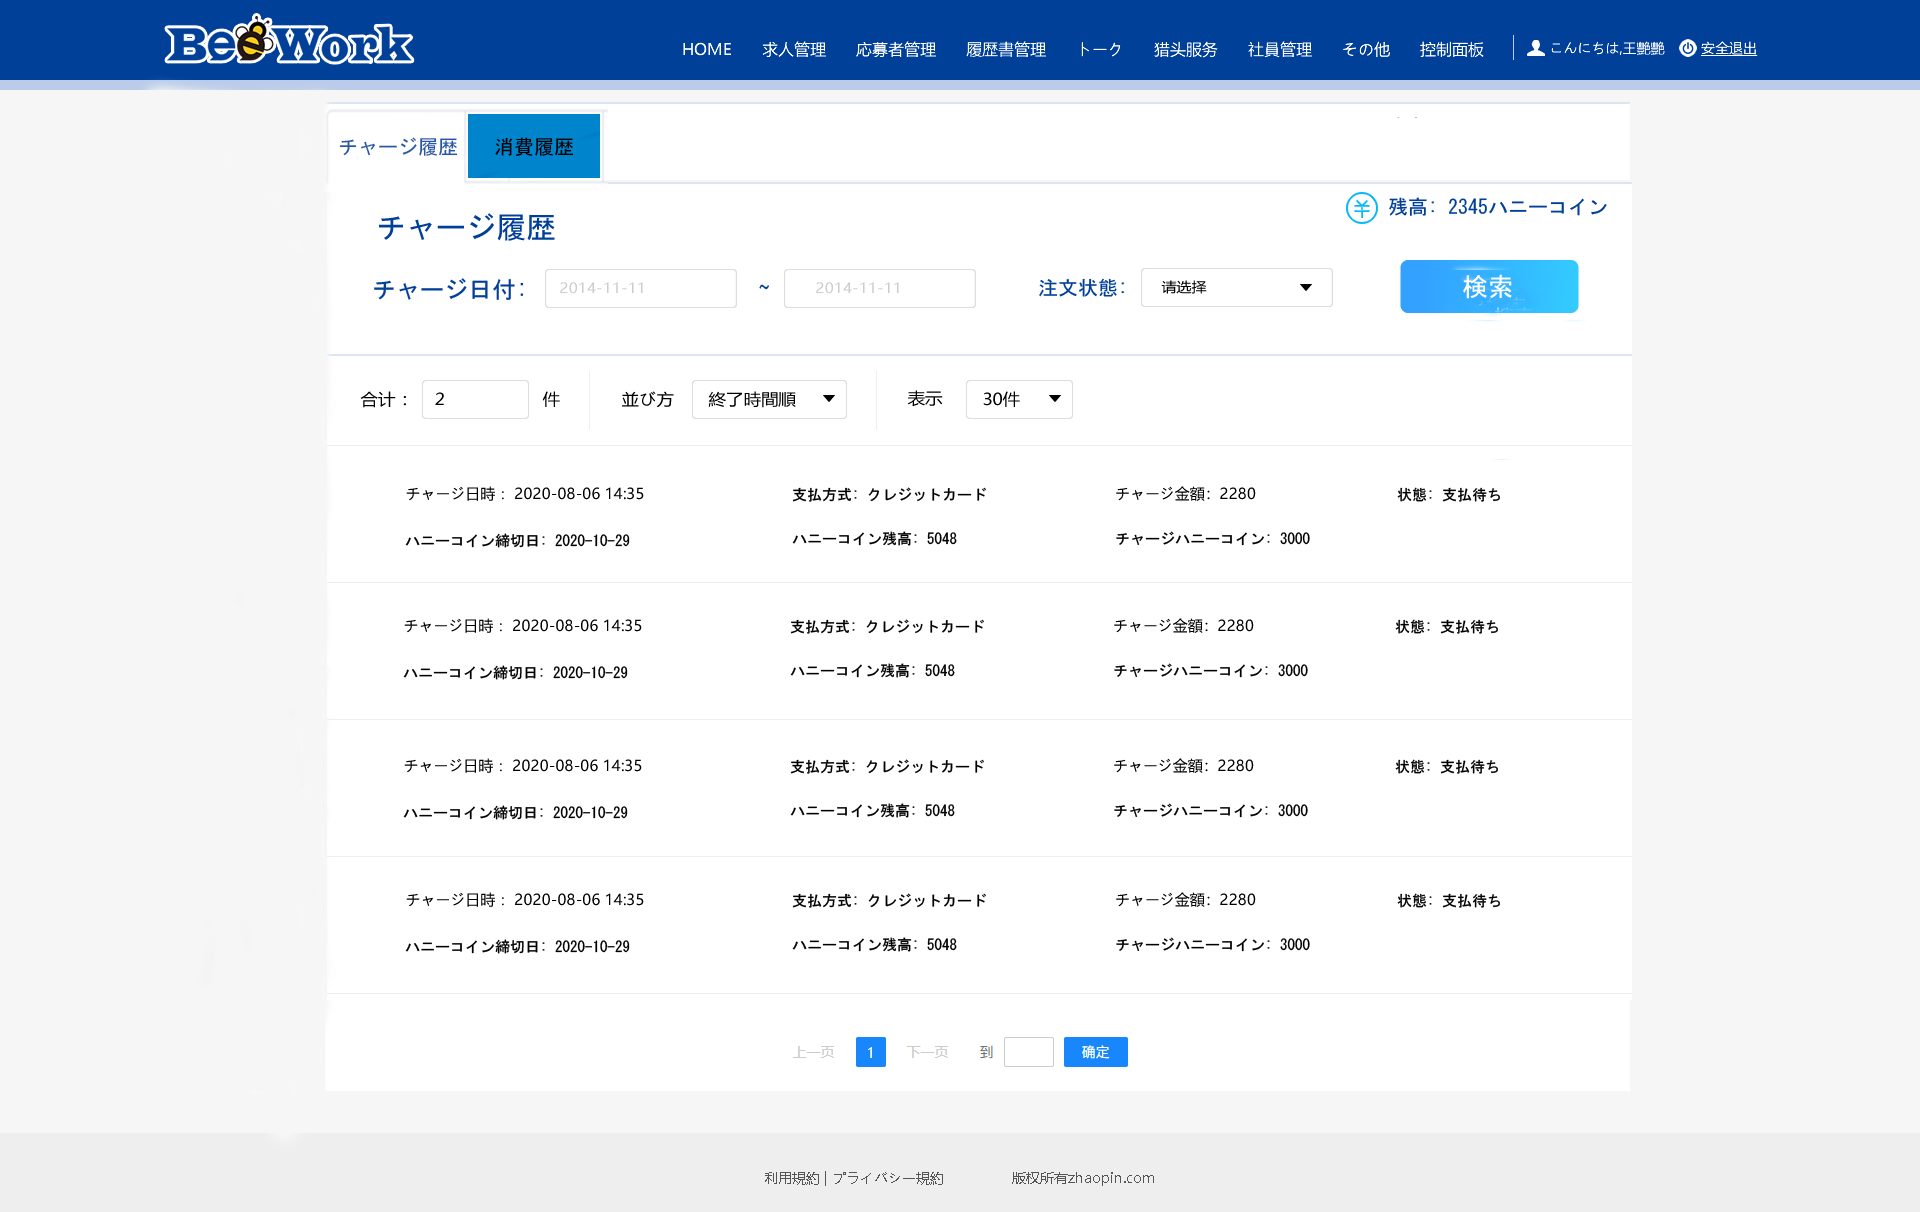 BeeWork
HOME 求人管理 応募者管理 履歴書管理 トーク 猎头服务 社員管理 その他 控制面板 こんにちは,王艷艷 安全退出
チャージ履歴 消費履歴
残高：2345ハニーコイン
チャージ履歴
チャージ日付： 2014-11-11 ~ 2014-11-11 注文状態： 请选择 検索
合计： 2 件 並び方 終了時間順 表示 30件
チャージ日時：2020-08-06 14:35 支払方式：クレジットカード チャージ金額：2280 状態：支払待ち
ハニーコイン締切日：2020-10-29 ハニーコイン残高：5048 チャージハニーコイン：3000
チャージ日時：2020-08-06 14:35 支払方式：クレジットカード チャージ金額：2280 状態：支払待ち
ハニーコイン締切日：2020-10-29 ハニーコイン残高：5048 チャージハニーコイン：3000
チャージ日時：2020-08-06 14:35 支払方式：クレジットカード チャージ金額：2280 状態：支払待ち
ハニーコイン締切日：2020-10-29 ハニーコイン残高：5048 チャージハニーコイン：3000
チャージ日時：2020-08-06 14:35 支払方式：クレジットカード チャージ金額：2280 状態：支払待ち
ハニーコイン締切日：2020-10-29 ハニーコイン残高：5048 チャージハニーコイン：3000
上一页 1 下一页 到 确定
利用規約 | プライバシー規約 版权所有zhaopin.com